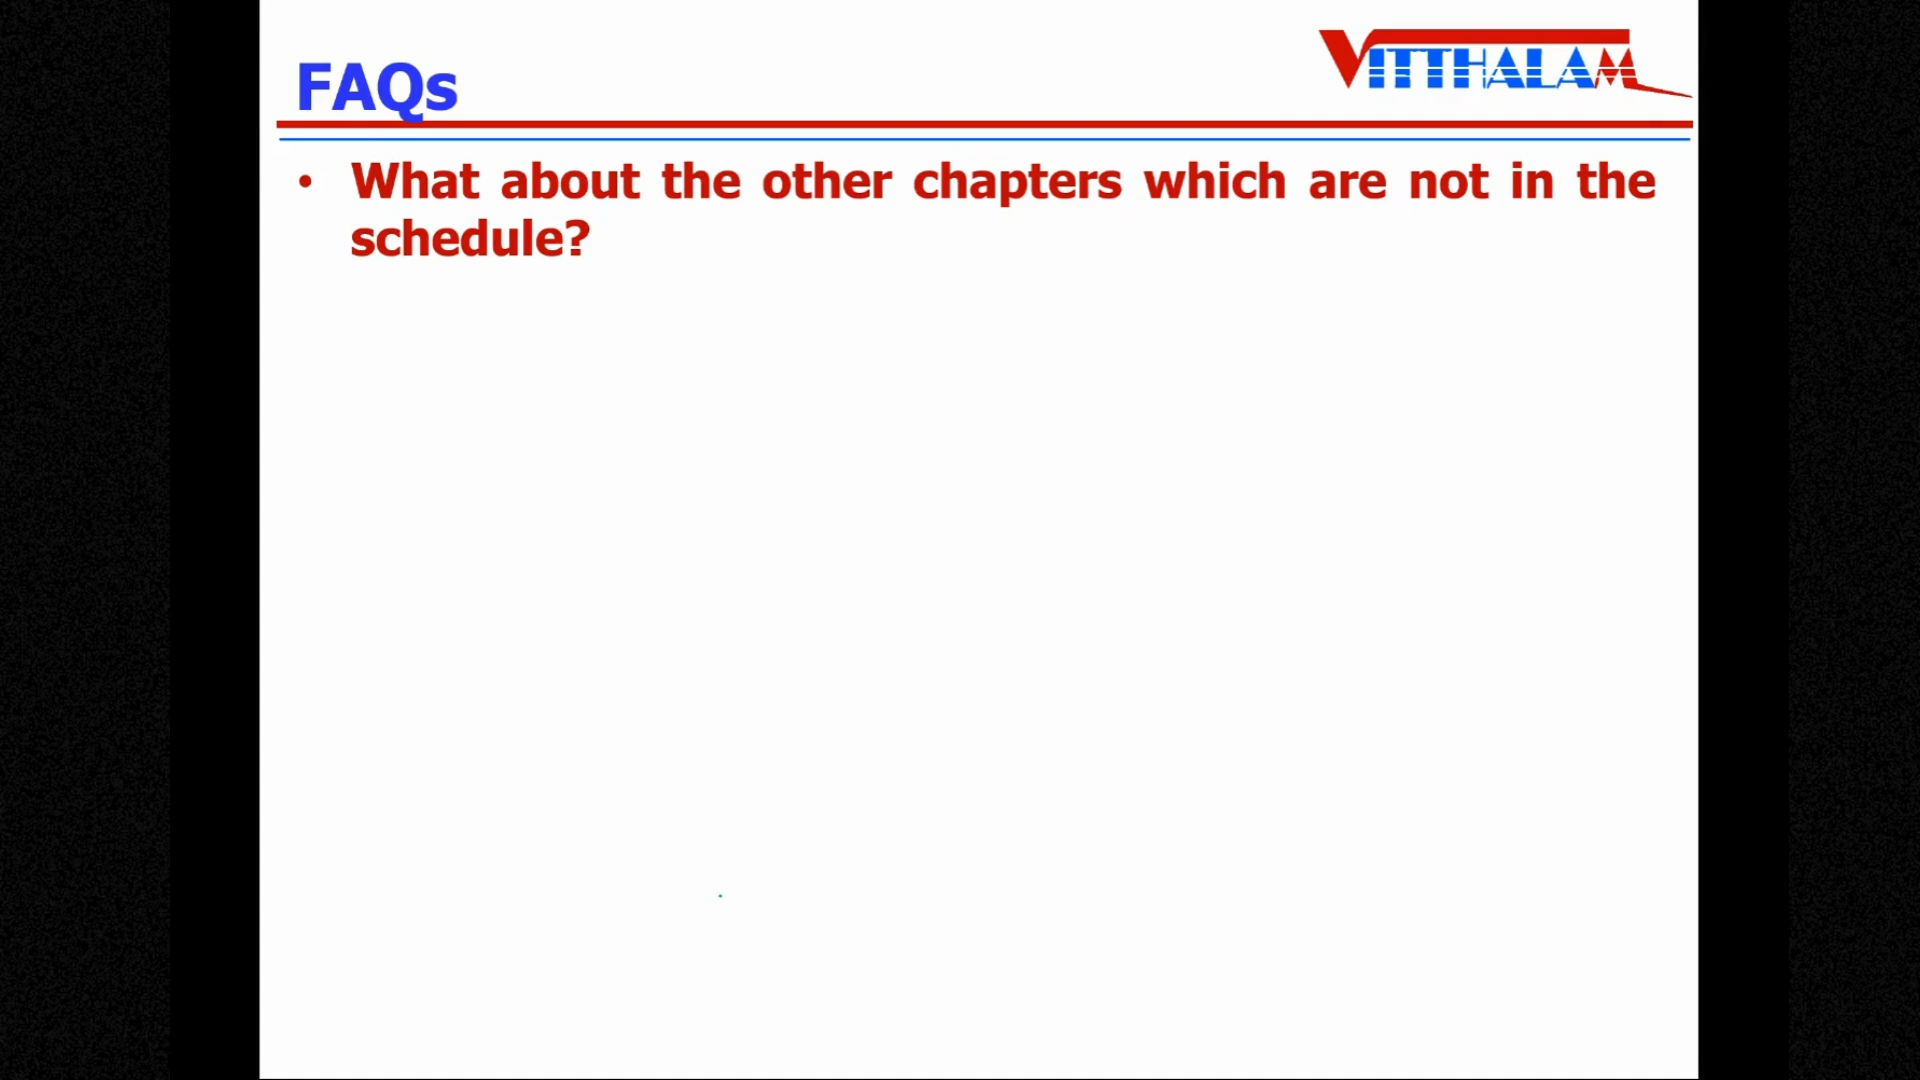 FAQs
VITTHALAM
• What about the other chapters which are not in the
schedule?